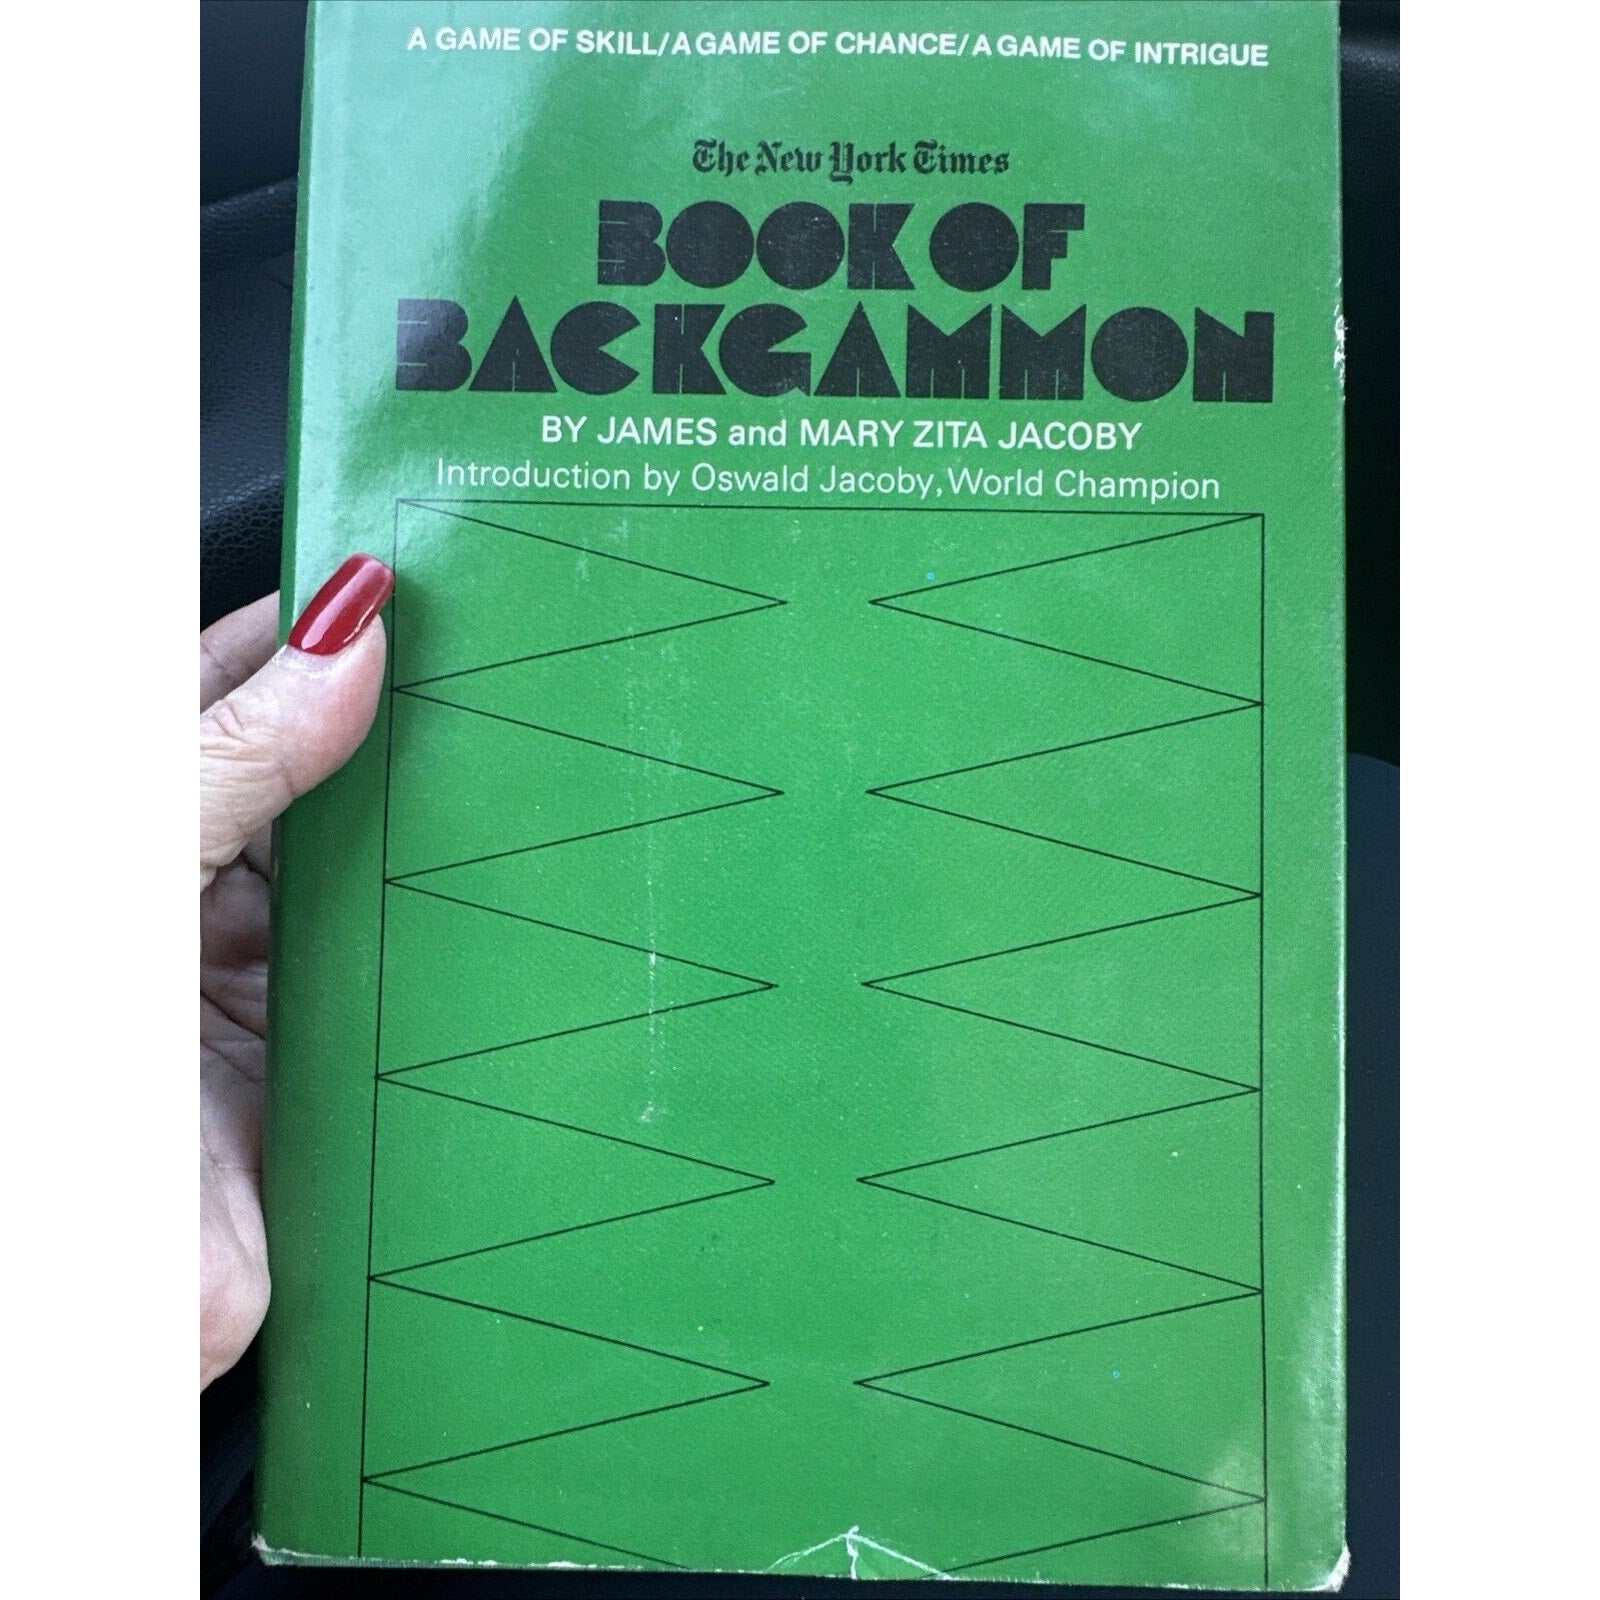 A GAME OF SKILL/A GAME OF CHANCE/A GAME OF INTRIGUE
The New York Times
BOOK OF
BACKGAMMON
BY JAMES and MARY ZITA JACOBY
Introduction by Oswald Jacoby, World Champion